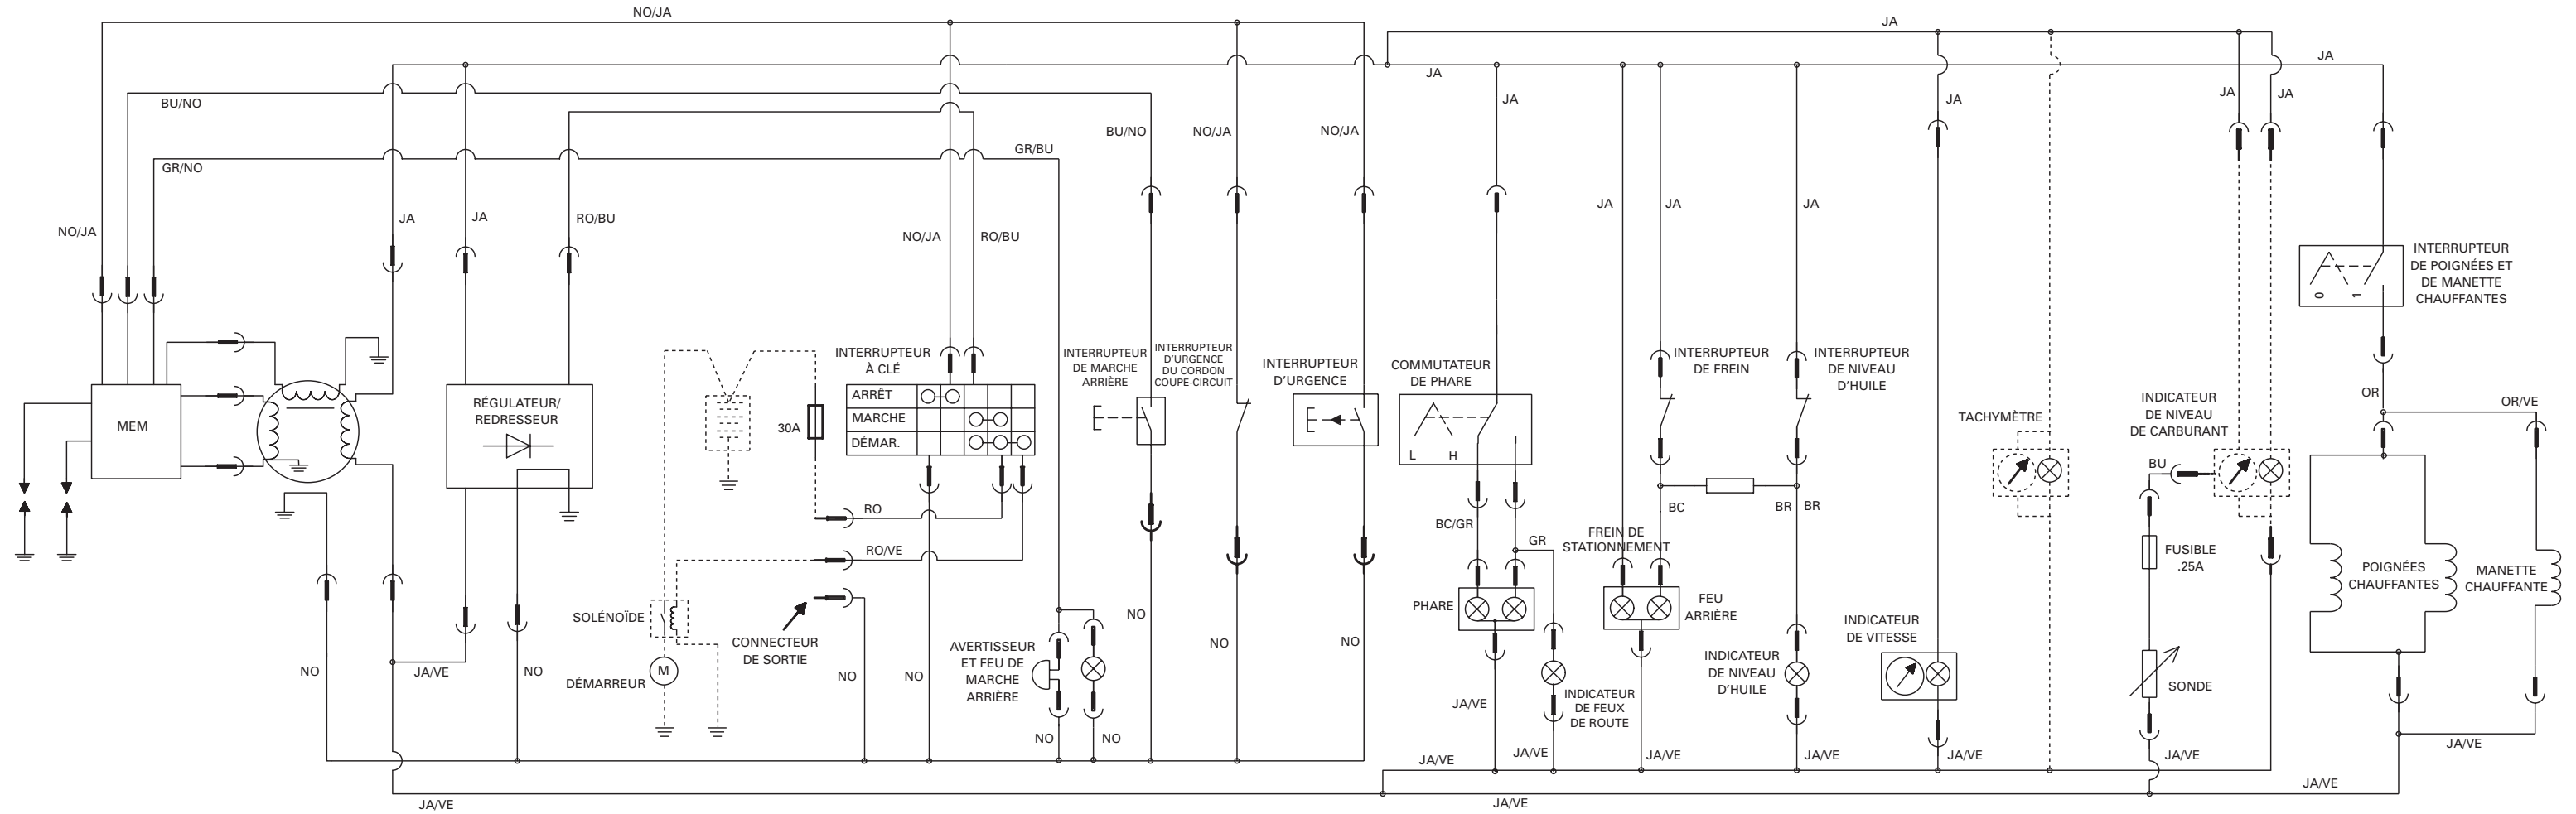 NO/JA
JA
JA
JA
BU/NO
JA
JA
JA
JA
BU/NO
NO/JA
NO/JA
GR/BU
GR/NO
JA
JA
JA
JA
JA
RO/BU
NO/JA
NO/JA
RO/BU
INTERRUPTEUR
DE POIGNÉES ET
DE MANETTE
CHAUFFANTES
0
1
INTERRUPTEUR
À CLÉ
ARRÊT
MARCHE
DÉMAR.
INTERRUPTEUR
DE MARCHE
ARRIÈRE
INTERRUPTEUR
D'URGENCE
DU CORDON
COUPE-CIRCUIT
INTERRUPTEUR
D'URGENCE
COMMUTATEUR
DE PHARE
L
H
INTERRUPTEUR
DE FREIN
INTERRUPTEUR
DE NIVEAU
D'HUILE
RÉGULATEUR/
REDRESSEUR
MEM
30A
TACHYMÈTRE
INDICATEUR
DE NIVEAU
DE CARBURANT
OR
OR/VE
BU
RO
RO/VE
BC/GR
GR
BC
BR
BR
FREIN DE
STATIONNEMENT
FUSIBLE
.25A
POIGNÉES
CHAUFFANTES
MANETTE
CHAUFFANTE
SOLÉNOÏDE
M
DÉMARREUR
CONNECTEUR
DE SORTIE
PHARE
FEU
ARRIÈRE
INDICATEUR
DE VITESSE
AVERTISSEUR
ET FEU DE
MARCHE
ARRIÈRE
INDICATEUR
DE NIVEAU
D'HUILE
INDICATEUR
DE FEUX
DE ROUTE
SONDE
NO
JA/VE
NO
NO
NO
NO
NO
NO
NO
NO
JA/VE
JA/VE
JA/VE
JA/VE
JA/VE
JA/VE
JA/VE
JA/VE
JA/VE
JA/VE
JA/VE